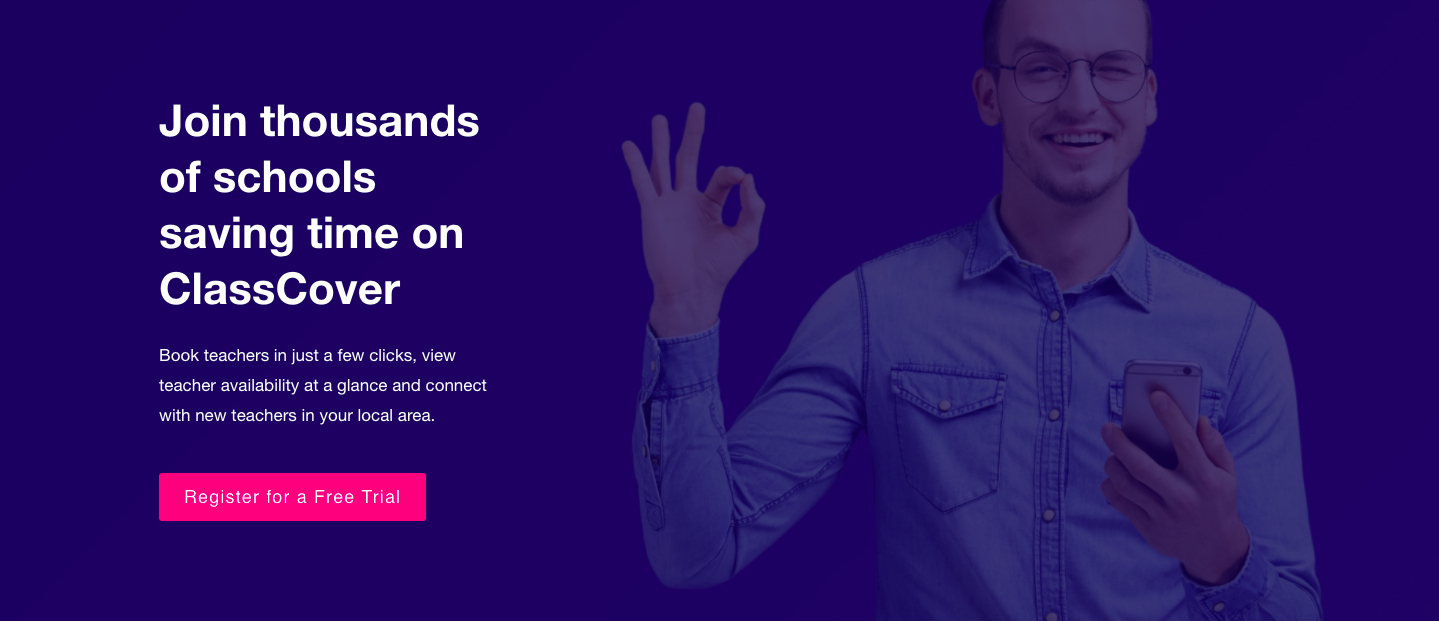 Join thousands
of schools
saving time on
ClassCover
Book teachers in just a few clicks, view
teacher availability at a glance and connect
with new teachers in your local area.
Register for a Free Trial